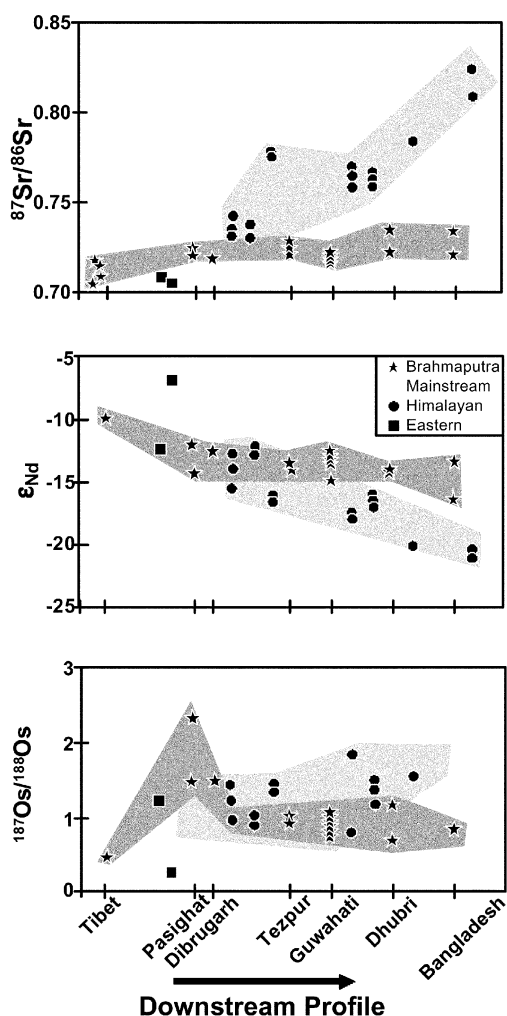 0.85
0.80
0.75
0.70
⁸⁷Sr/⁸⁶Sr
-5
-10
-15
-20
-25
εNd
Brahmaputra
Mainstream
Himalayan
Eastern
3
2
1
0
¹⁸⁷Os/¹⁸⁸Os
Tibet
Pasighat
Dibrugarh
Tezpur
Guwahati
Dhubri
Bangladesh
Downstream Profile